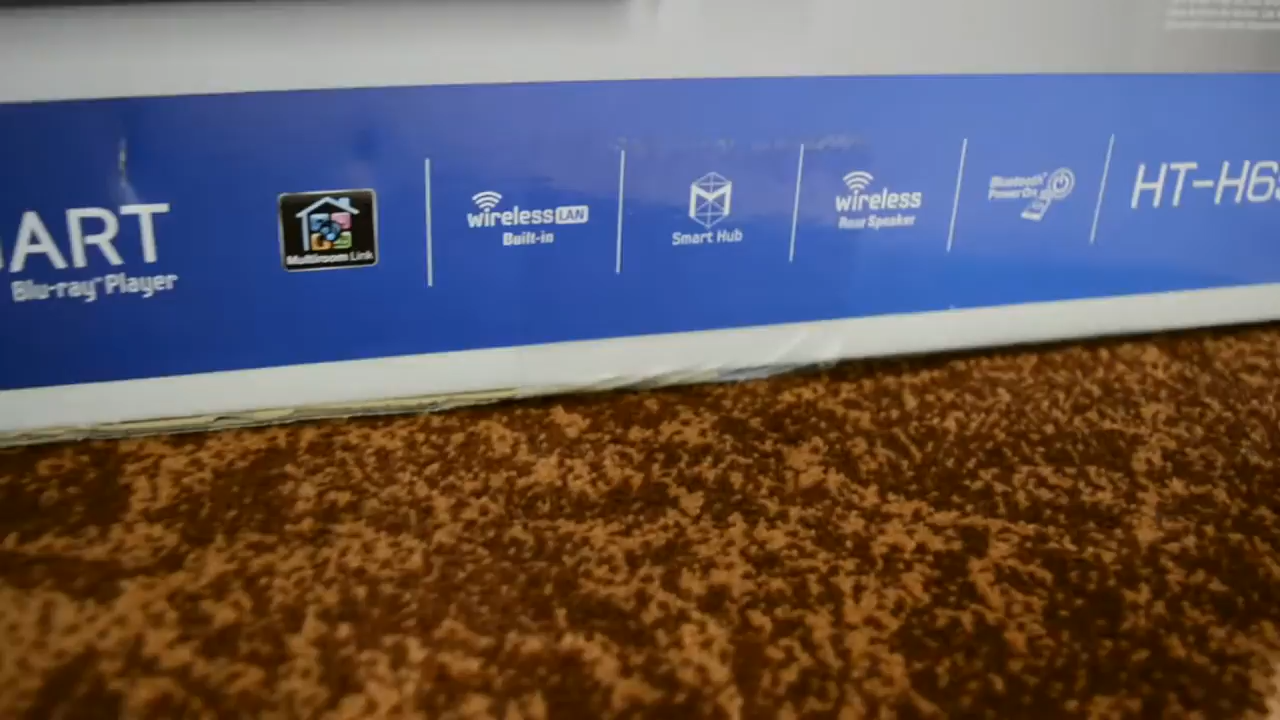 ART
Blu-ray™ Player
Multiroom Link
wireless LAN
Built-in
Smart Hub
wireless
Rear Speaker
Bluetooth®
Power On
HT-H6